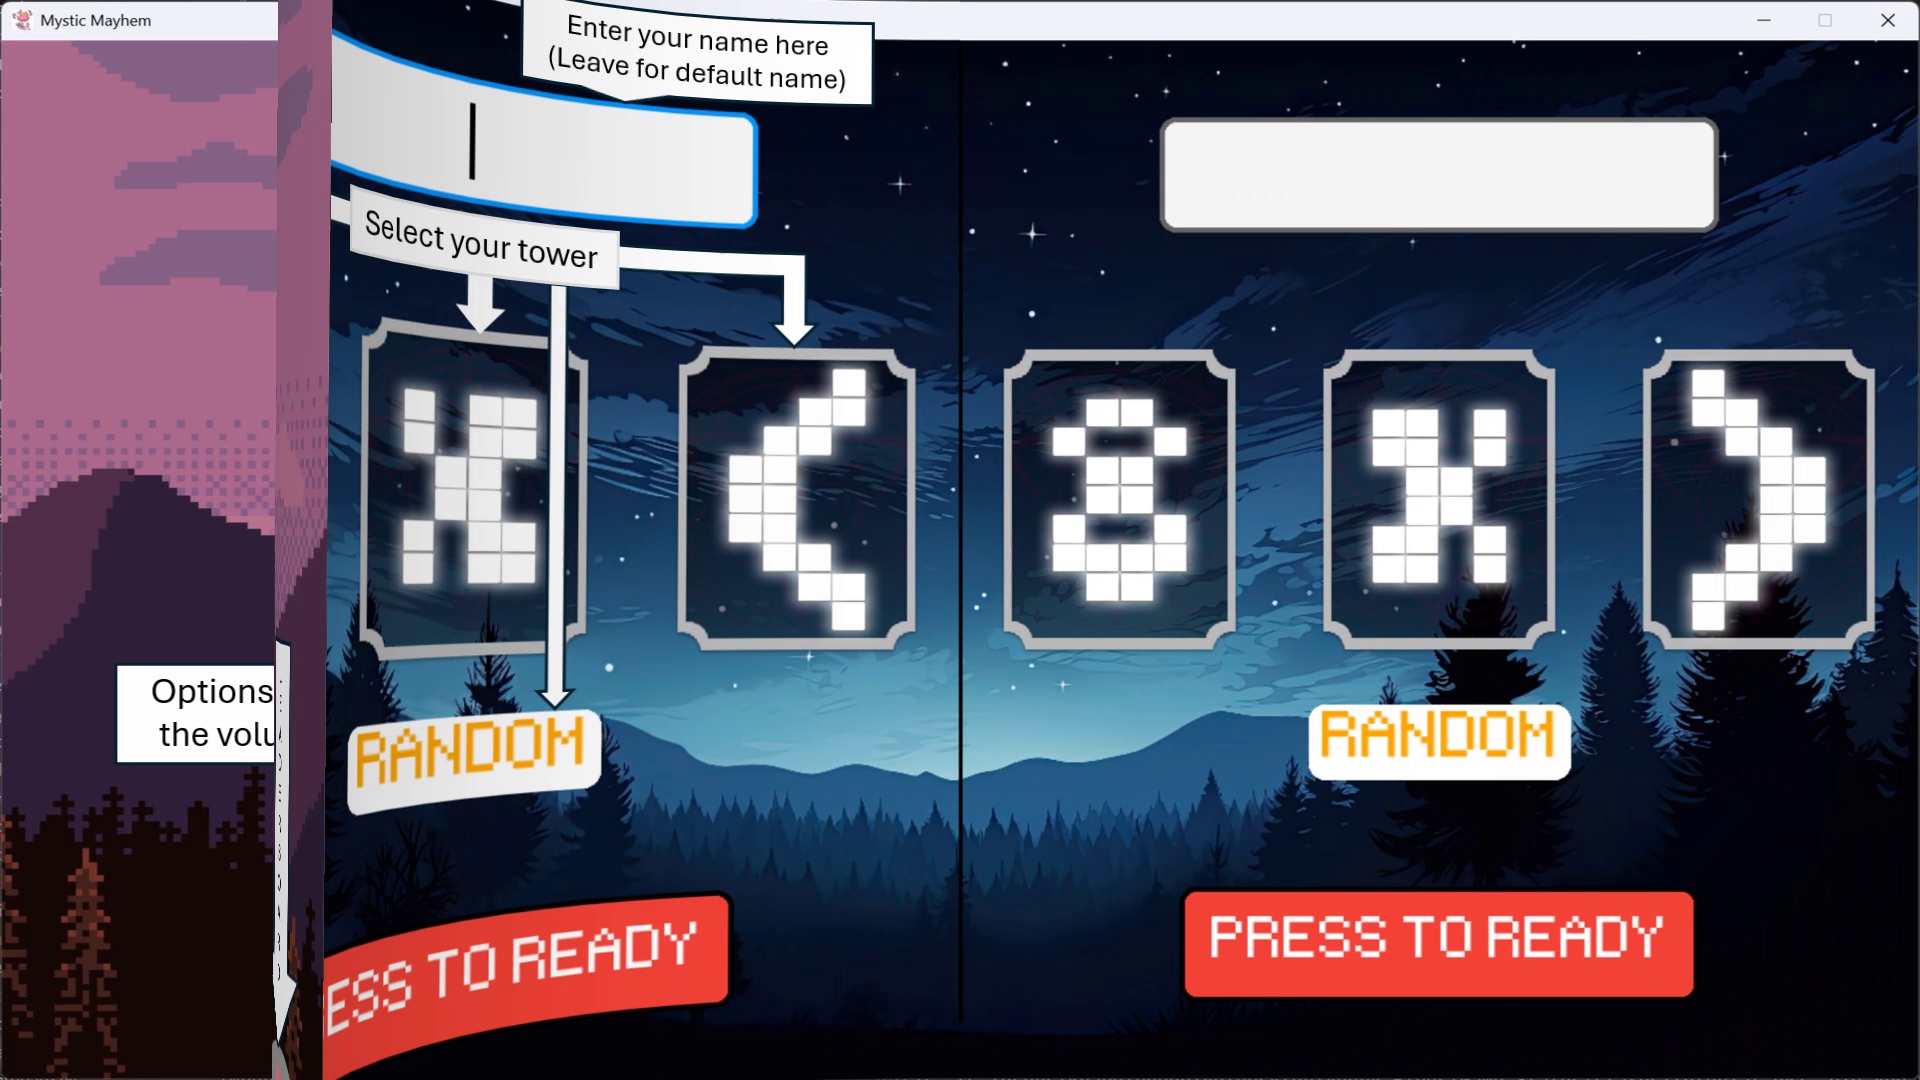 Mystic Mayhem
Enter your name here
(Leave for default name)
Select your tower
Options
the volu
RANDOM
RANDOM
ESS TO READY
PRESS TO READY